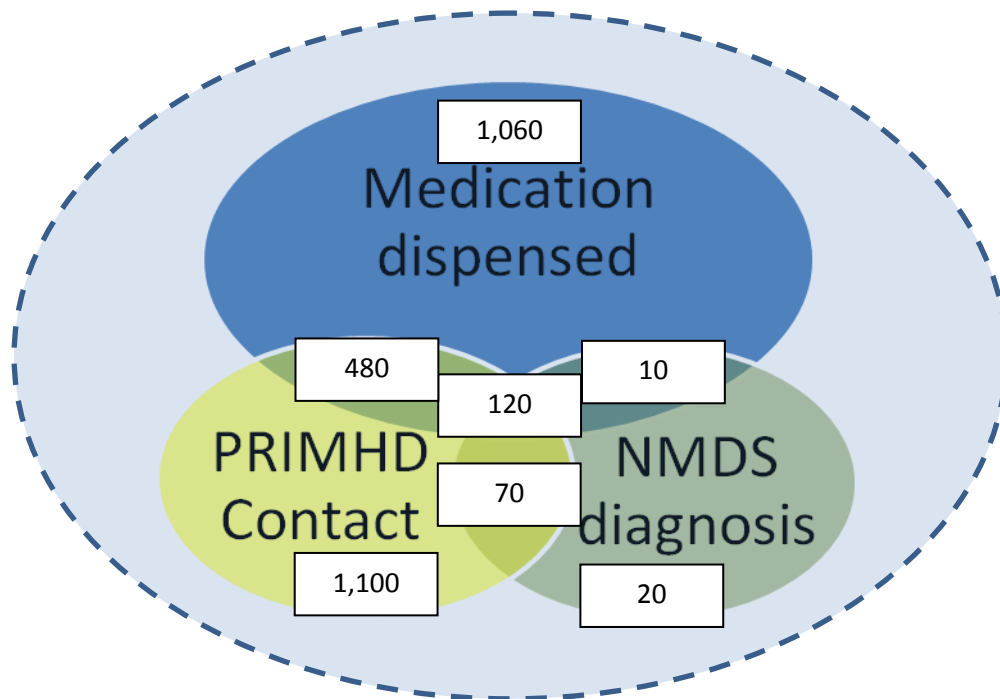 1,060
Medication
dispensed
480
10
120
PRIMHD
Contact
NMDS
diagnosis
70
1,100
20